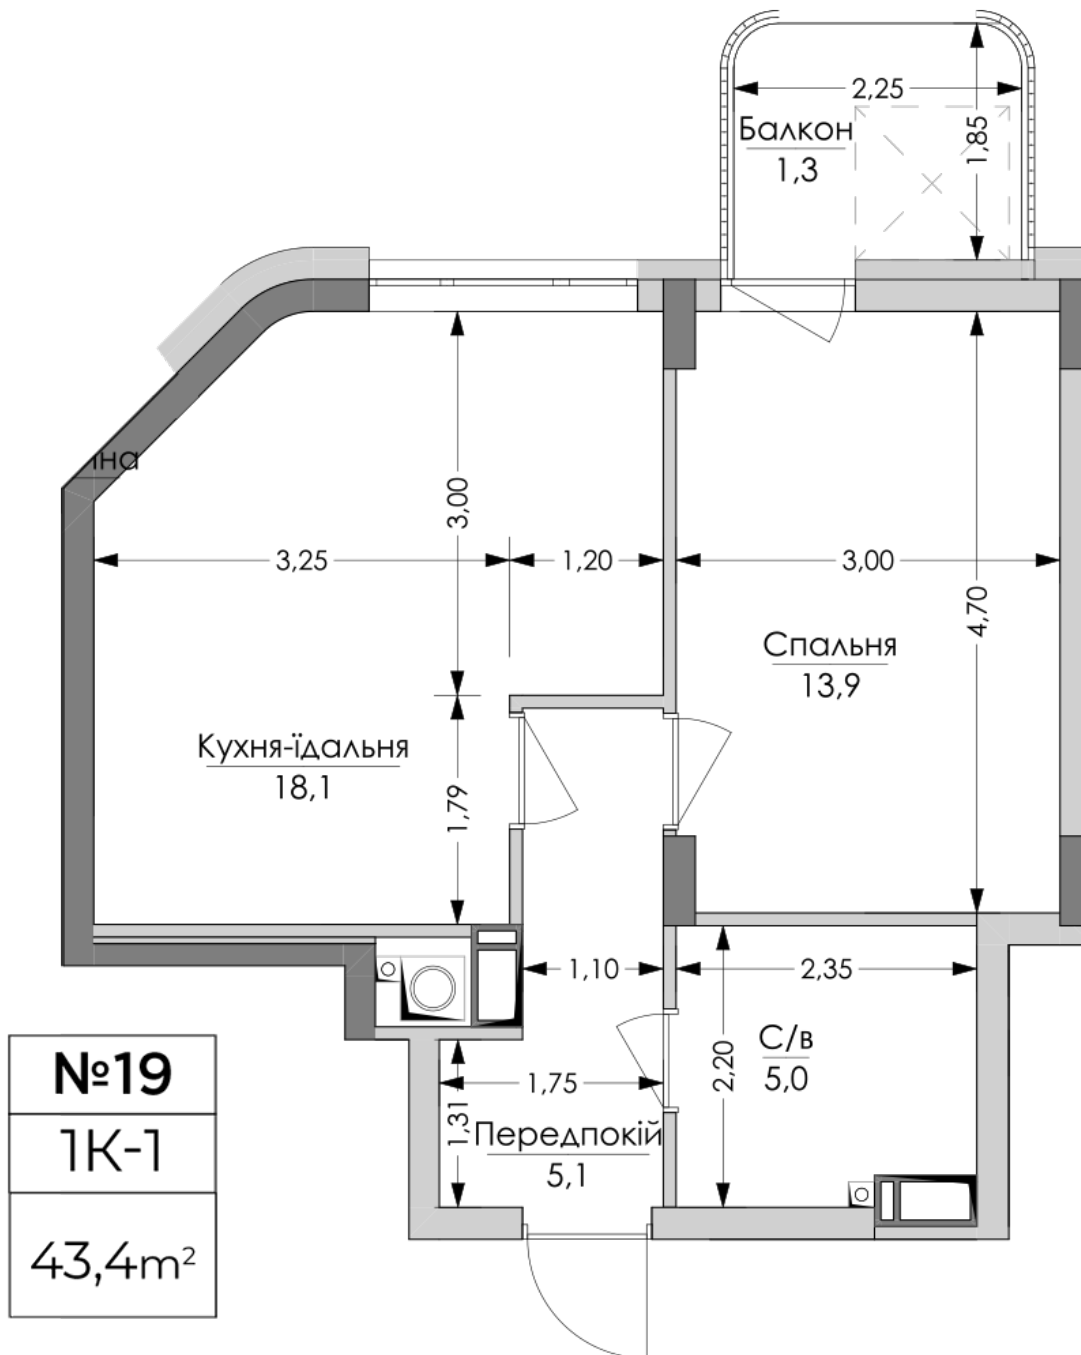 2,25
Балкон
1,3
1,85
3,00
3,25
1,20
3,00
4,70
Спальня
13,9
Кухня-їдальня
18,1
1,79
1,10
2,35
С/в
5,0
2,20
1,75
1,31
Передпокій
5,1
№19
1К-1
43,4m²